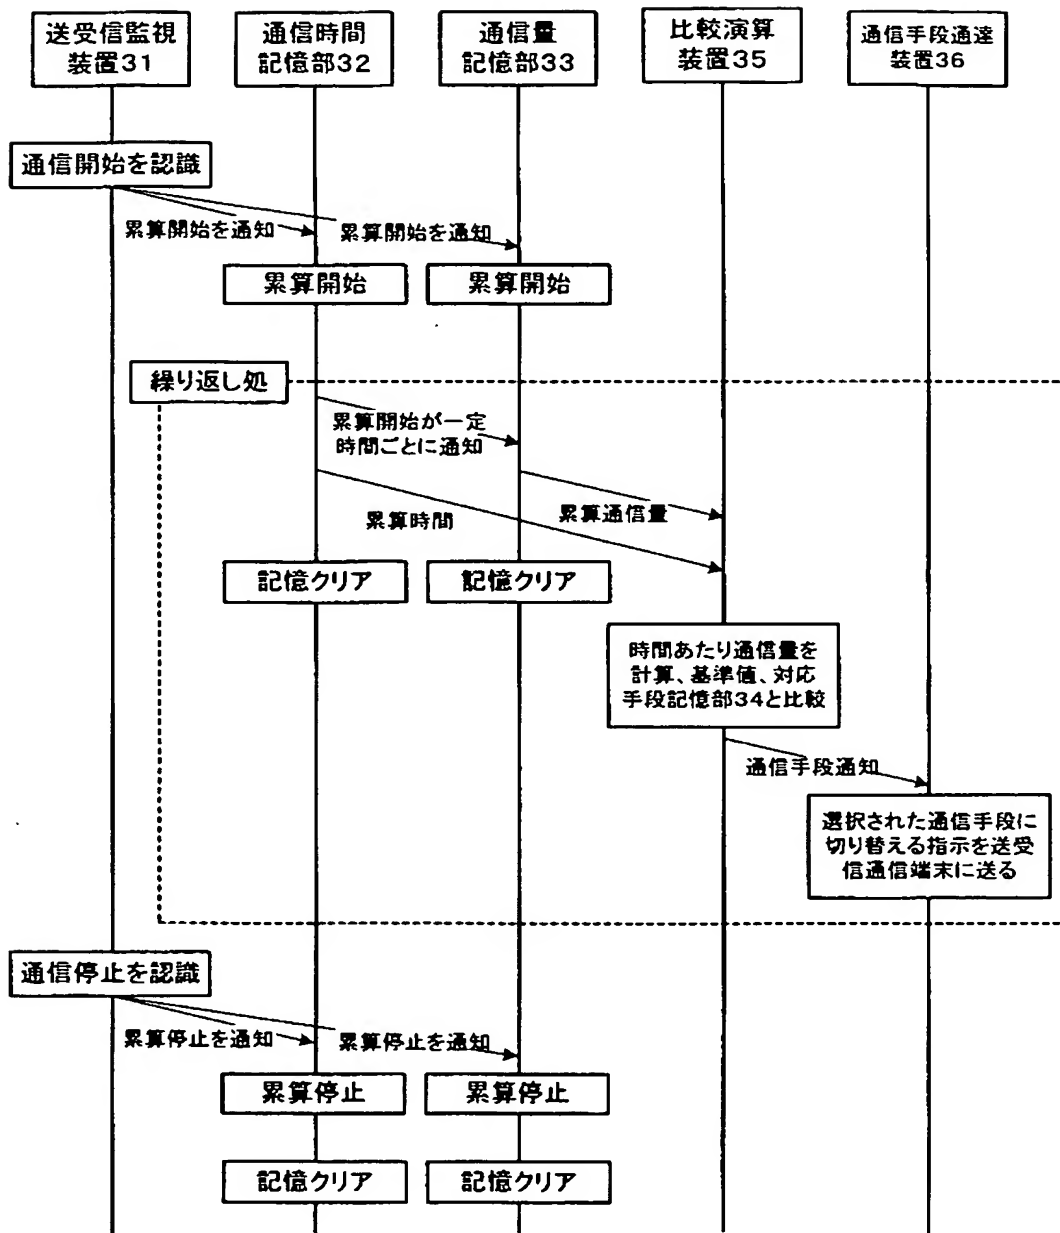 送受信監視
装置31
通信時間
記憶部32
通信量
記憶部33
比較演算
装置35
通信手段通達
装置36
通信開始を認識
累算開始を通知
累算開始を通知
累算開始
累算開始
繰り返し処
累算開始が一定
時間ごとに通知
累算時間
累算通信量
記憶クリア
記憶クリア
時間あたり通信量を
計算、基準値、対応
手段記憶部34と比較
通信手段通知
選択された通信手段に
切り替える指示を送受
信通信端末に送る
通信停止を認識
累算停止を通知
累算停止を通知
累算停止
累算停止
記憶クリア
記憶クリア